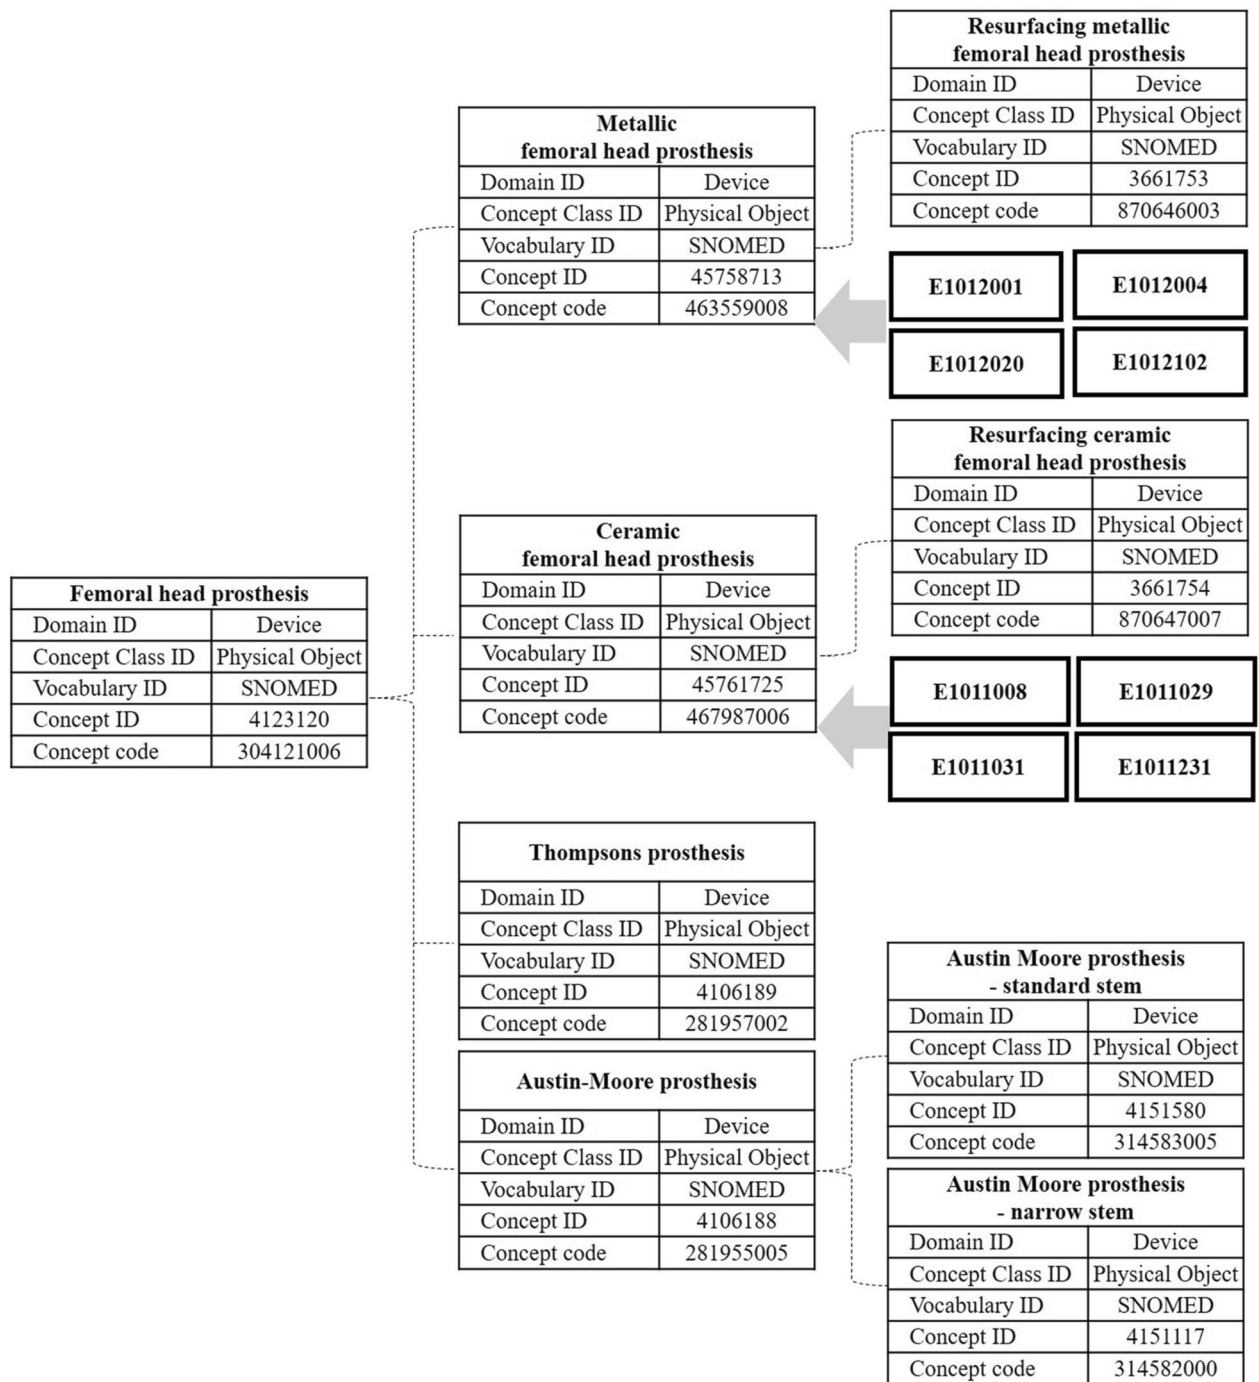 Resurfacing metallic
femoral head prosthesis
Domain ID Device
Concept Class ID Physical Object
Vocabulary ID SNOMED
Concept ID 3661753
Concept code 870646003
Metallic
femoral head prosthesis
Domain ID Device
Concept Class ID Physical Object
Vocabulary ID SNOMED
Concept ID 45758713
Concept code 463559008
E1012001 E1012004
E1012020 E1012102
Resurfacing ceramic
femoral head prosthesis
Domain ID Device
Concept Class ID Physical Object
Vocabulary ID SNOMED
Concept ID 3661754
Concept code 870647007
Ceramic
femoral head prosthesis
Domain ID Device
Concept Class ID Physical Object
Vocabulary ID SNOMED
Concept ID 45761725
Concept code 467987006
Femoral head prosthesis
Domain ID Device
Concept Class ID Physical Object
Vocabulary ID SNOMED
Concept ID 4123120
Concept code 304121006
E1011008 E1011029
E1011031 E1011231
Thompsons prosthesis
Domain ID Device
Concept Class ID Physical Object
Vocabulary ID SNOMED
Concept ID 4106189
Concept code 281957002
Austin-Moore prosthesis
Domain ID Device
Concept Class ID Physical Object
Vocabulary ID SNOMED
Concept ID 4106188
Concept code 281955005
Austin Moore prosthesis
- standard stem
Domain ID Device
Concept Class ID Physical Object
Vocabulary ID SNOMED
Concept ID 4151580
Concept code 314583005
Austin Moore prosthesis
- narrow stem
Domain ID Device
Concept Class ID Physical Object
Vocabulary ID SNOMED
Concept ID 4151117
Concept code 314582000